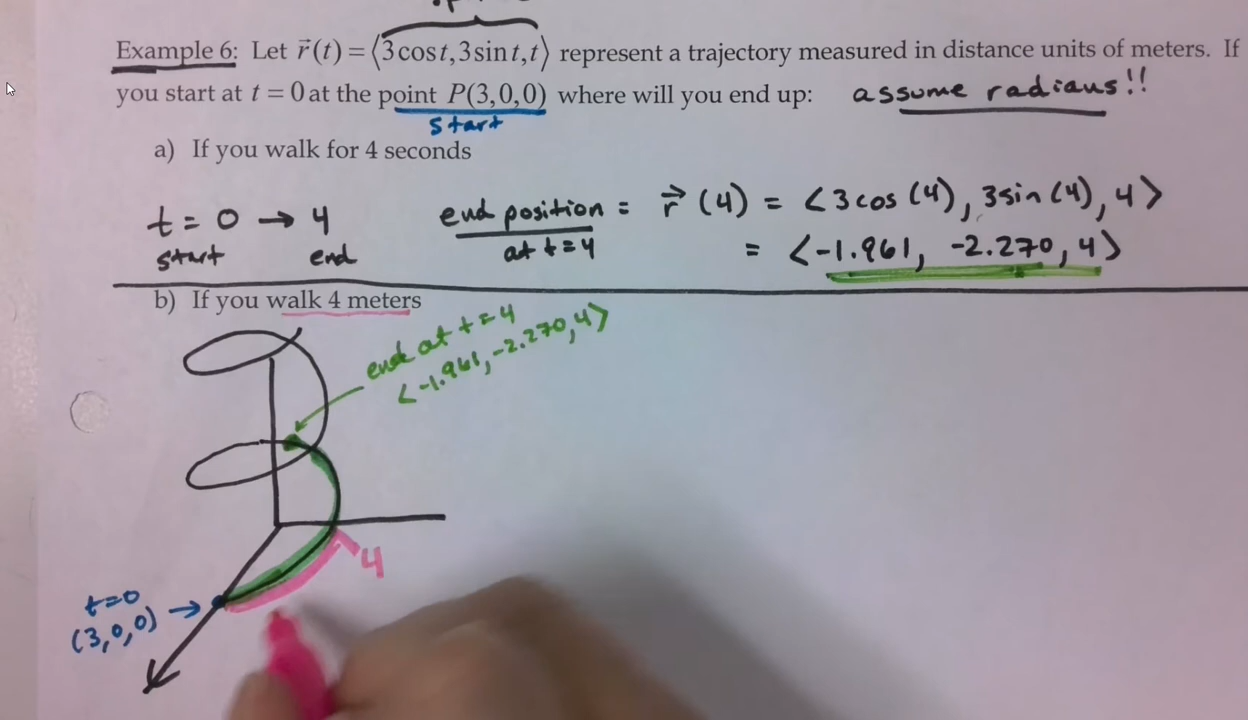 Example 6: Let r⃗(t) = ⟨3cost,3sint,t⟩ represent a trajectory measured in distance units of meters. If
you start at t = 0 at the point P(3,0,0) where will you end up: assume radians!!
start
a) If you walk for 4 seconds
t = 0 → 4 end position = r⃗(4) = <3cos(4), 3sin(4), 4>
start end at t=4 = <-1.961, -2.270, 4>
b) If you walk 4 meters
end at t=4
<-1.961, -2.270, 4>
4
t=0
(3,0,0) →